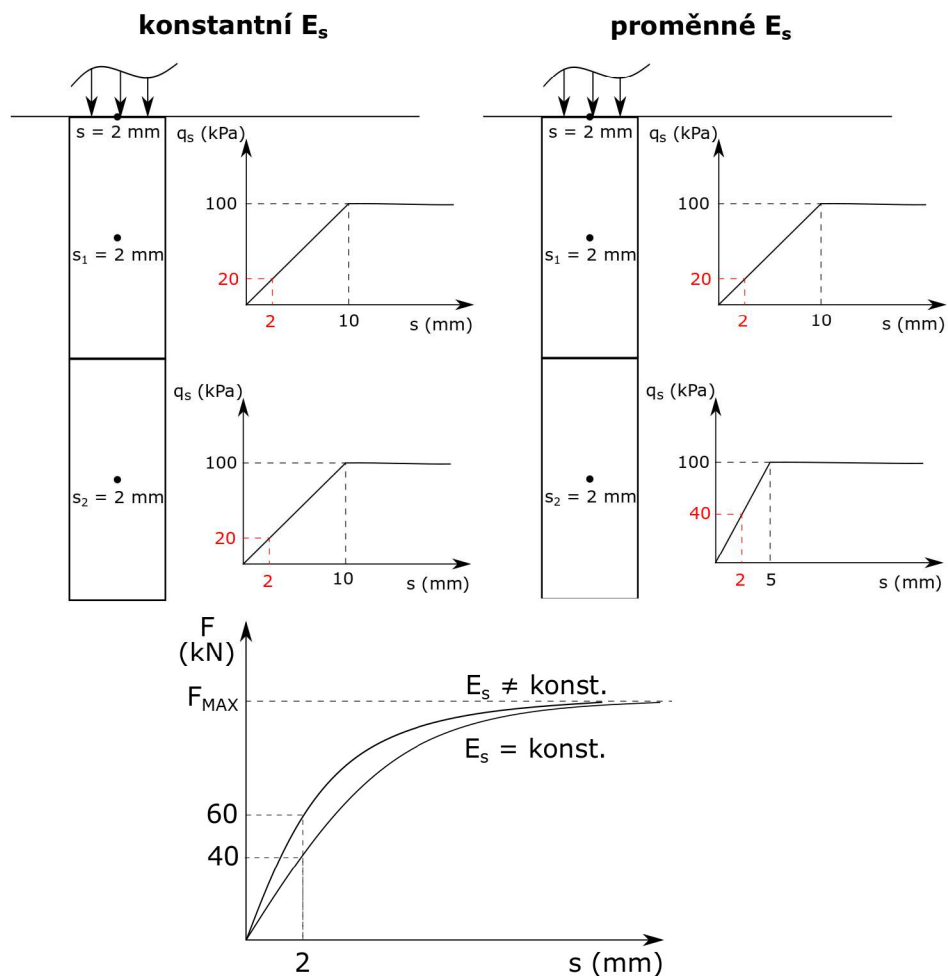 konstantní Eₛ
s = 2 mm
qₛ (kPa)
100
s₁ = 2 mm
20
2
10
s (mm)
qₛ (kPa)
100
s₂ = 2 mm
20
2
10
s (mm)
proměnné Eₛ
s = 2 mm
qₛ (kPa)
100
s₁ = 2 mm
20
2
10
s (mm)
qₛ (kPa)
100
s₂ = 2 mm
40
2
5
s (mm)
F
(kN)
F_MAX
Eₛ ≠ konst.
Eₛ = konst.
60
40
2
s (mm)